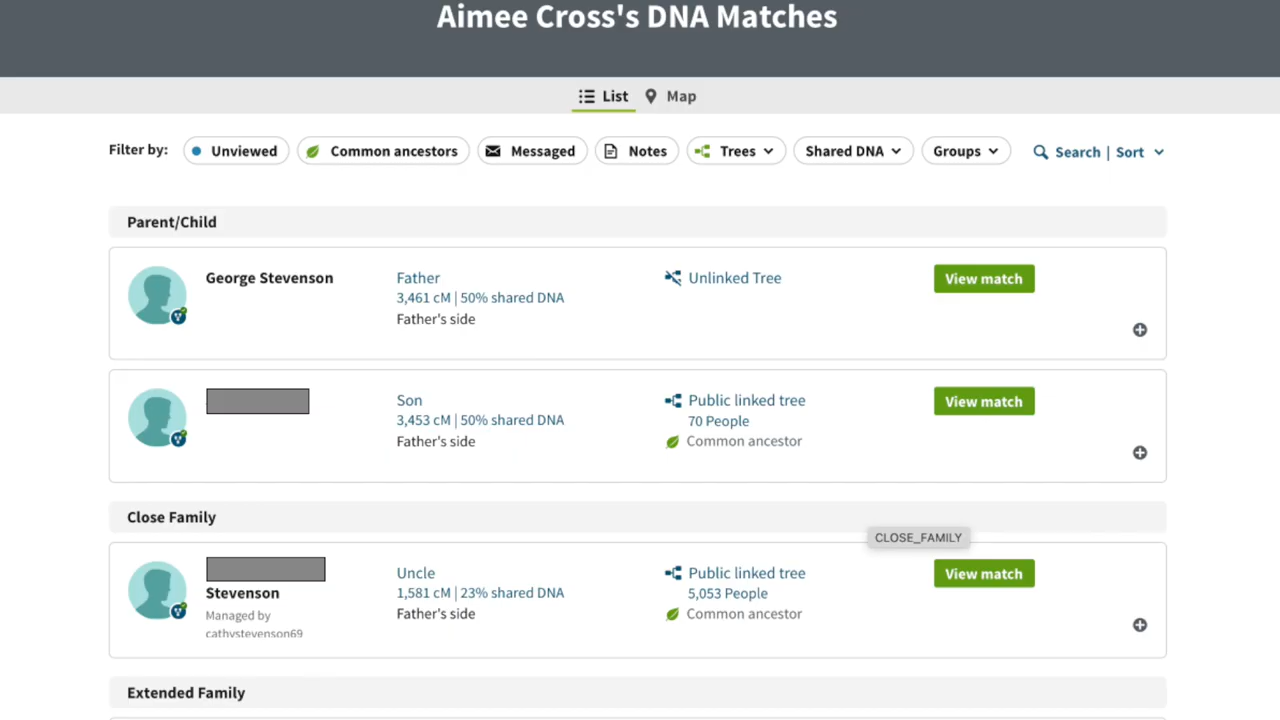 Aimee Cross's DNA Matches
List Map
Filter by: Unviewed Common ancestors Messaged Notes Trees Shared DNA Groups Search | Sort
Parent/Child
George Stevenson Father Unlinked Tree View match
3,461 cM | 50% shared DNA
Father's side
Son Public linked tree View match
3,453 cM | 50% shared DNA 70 People
Father's side Common ancestor
Close Family
CLOSE_FAMILY
Uncle Public linked tree View match
Stevenson 1,581 cM | 23% shared DNA 5,053 People
Managed by Father's side Common ancestor
cathystevenson69
Extended Family